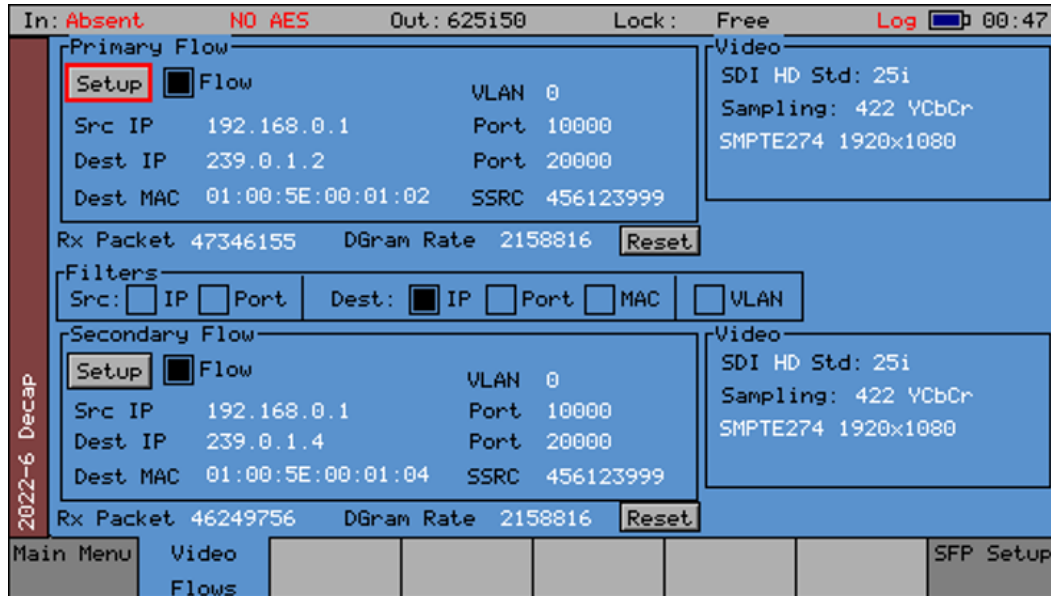 In: Absent NO AES Out: 625i50 Lock: Free Log 00:47
Primary Flow
Setup Flow VLAN 0
Src IP 192.168.0.1 Port 10000
Dest IP 239.0.1.2 Port 20000
Dest MAC 01:00:5E:00:01:02 SSRC 456123999
Video
SDI HD Std: 25i
Sampling: 422 YCbCr
SMPTE274 1920x1080
Rx Packet 47346155 DGram Rate 2158816 Reset
Filters
Src: IP Port Dest: IP Port MAC VLAN
Secondary Flow
Setup Flow VLAN 0
Src IP 192.168.0.1 Port 10000
Dest IP 239.0.1.4 Port 20000
Dest MAC 01:00:5E:00:01:04 SSRC 456123999
Video
SDI HD Std: 25i
Sampling: 422 YCbCr
SMPTE274 1920x1080
Rx Packet 46249756 DGram Rate 2158816 Reset
2022-6 Decap
Main Menu Video Flows SFP Setup